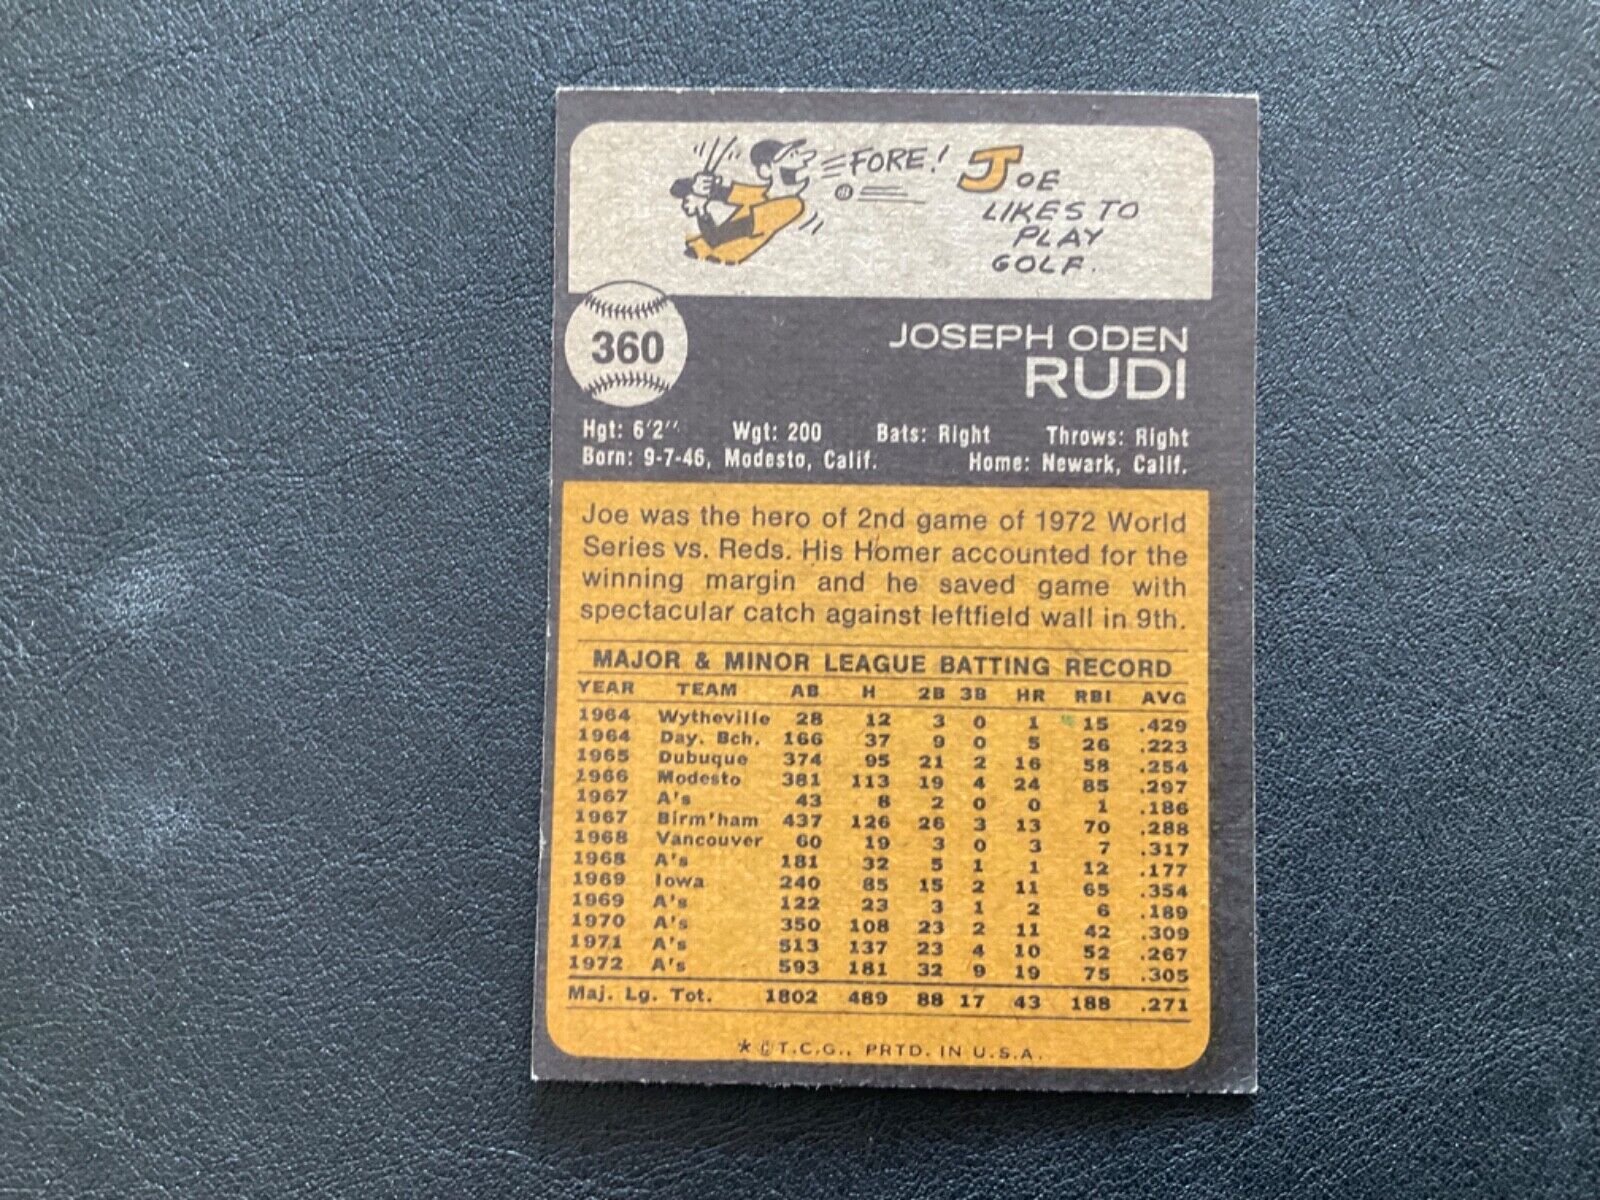 FORE!
JOE
LIKES TO
PLAY
GOLF.
360
JOSEPH ODEN
RUDI
Hgt: 6'2" Wgt: 200 Bats: Right Throws: Right
Born: 9-7-46, Modesto, Calif. Home: Newark, Calif.
Joe was the hero of 2nd game of 1972 World
Series vs. Reds. His Homer accounted for the
winning margin and he saved game with
spectacular catch against leftfield wall in 9th.
MAJOR & MINOR LEAGUE BATTING RECORD
YEAR TEAM AB H 2B 3B HR RBI AVG
1964 Wytheville 28 12 3 0 1 15 .429
1964 Day. Bch. 166 37 9 0 5 26 .223
1965 Dubuque 374 95 21 2 16 58 .254
1966 Modesto 381 113 19 4 24 85 .297
1967 A's 43 8 2 0 0 1 .186
1967 Birm'ham 437 126 26 3 13 70 .288
1968 Vancouver 60 19 3 0 3 7 .317
1968 A's 181 32 5 1 1 12 .177
1969 Iowa 240 85 15 2 11 65 .354
1969 A's 122 23 3 1 2 6 .189
1970 A's 350 108 23 2 11 42 .309
1971 A's 513 137 23 4 10 52 .267
1972 A's 593 181 32 9 19 75 .305
Maj. Lg. Tot. 1802 489 88 17 43 188 .271
* © T.C.G., PRTD. IN U.S.A.